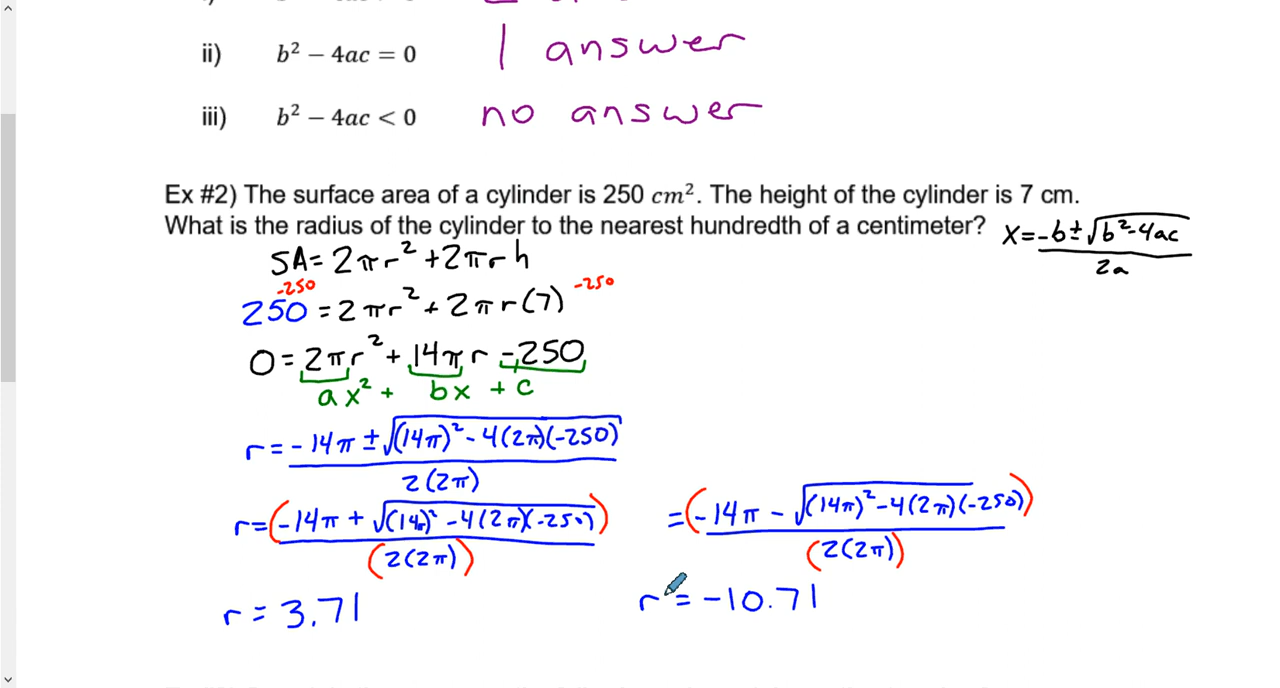 ii) b² – 4ac = 0 1 answer
iii) b² – 4ac < 0 no answer
Ex #2) The surface area of a cylinder is 250 cm². The height of the cylinder is 7 cm.
What is the radius of the cylinder to the nearest hundredth of a centimeter? x = -b±√b²-4ac / 2a
SA = 2πr² + 2πrh
-250 -250
250 = 2πr² + 2πr(7)
0 = 2πr² + 14πr - 250
ax² + bx + c
r = -14π ± √(14π)² - 4(2π)(-250) / 2(2π)
r = (-14π + √(14π)² - 4(2π)(-250)) / (2(2π)) = (-14π - √(14π)² - 4(2π)(-250)) / (2(2π))
r = 3.71 r = -10.71